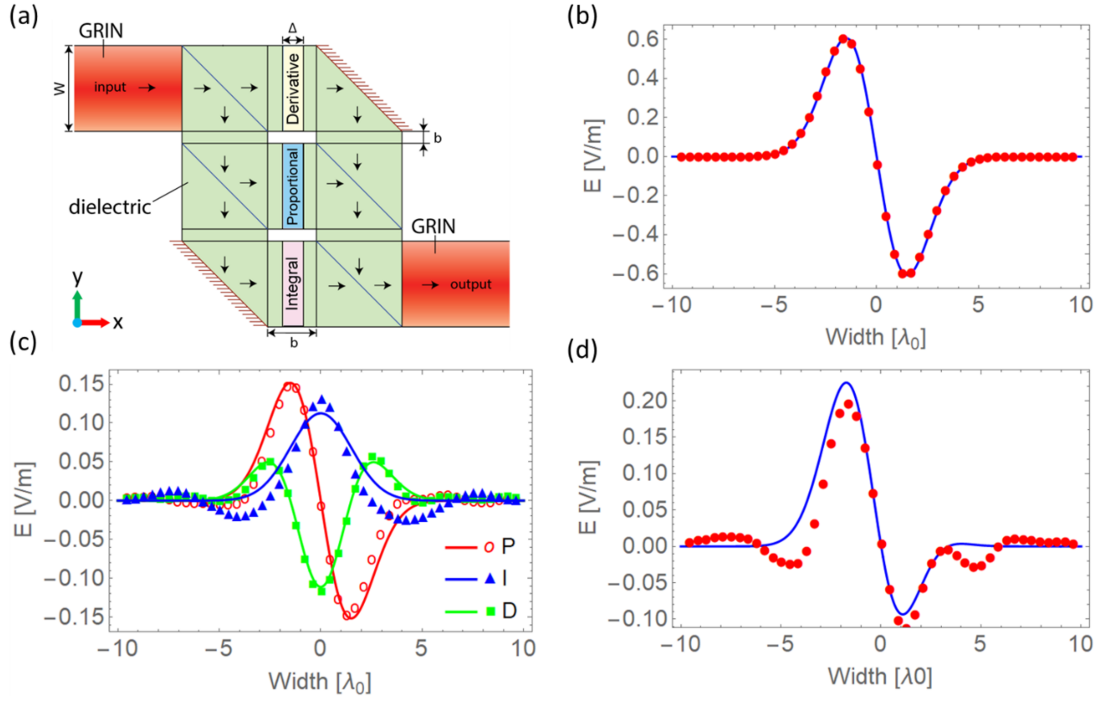 (a)
GRIN
input
W
Δ
Derivative
b
Proportional
dielectric
GRIN
Integral
output
y
x
b
(b)
E [V/m]
0.6
0.4
0.2
0.0
−0.2
−0.4
−0.6
−10 −5 0 5 10
Width [λ₀]
(c)
E [V/m]
0.15
0.10
0.05
0.00
−0.05
−0.10
−0.15
P
I
D
−10 −5 0 5 10
Width [λ₀]
(d)
E [V/m]
0.20
0.15
0.10
0.05
0.00
−0.05
−0.10
−10 −5 0 5 10
Width [λ0]